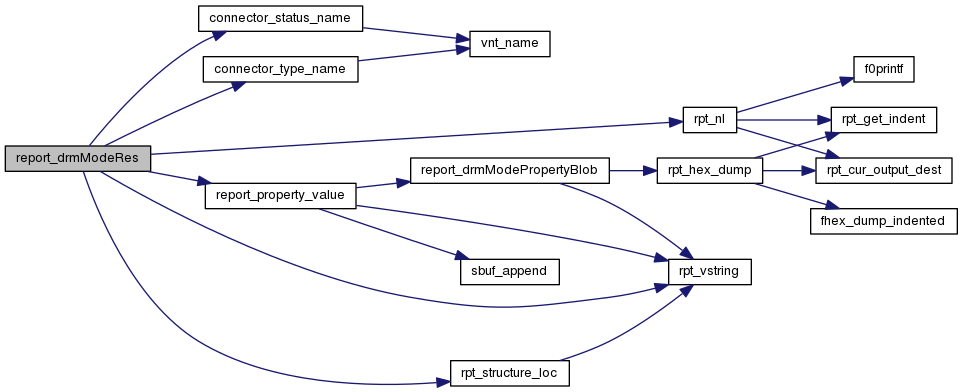 connector_status_name
vnt_name
connector_type_name
f0printf
rpt_nl
rpt_get_indent
report_drmModeRes
report_drmModePropertyBlob
rpt_hex_dump
rpt_cur_output_dest
report_property_value
fhex_dump_indented
sbuf_append
rpt_vstring
rpt_structure_loc